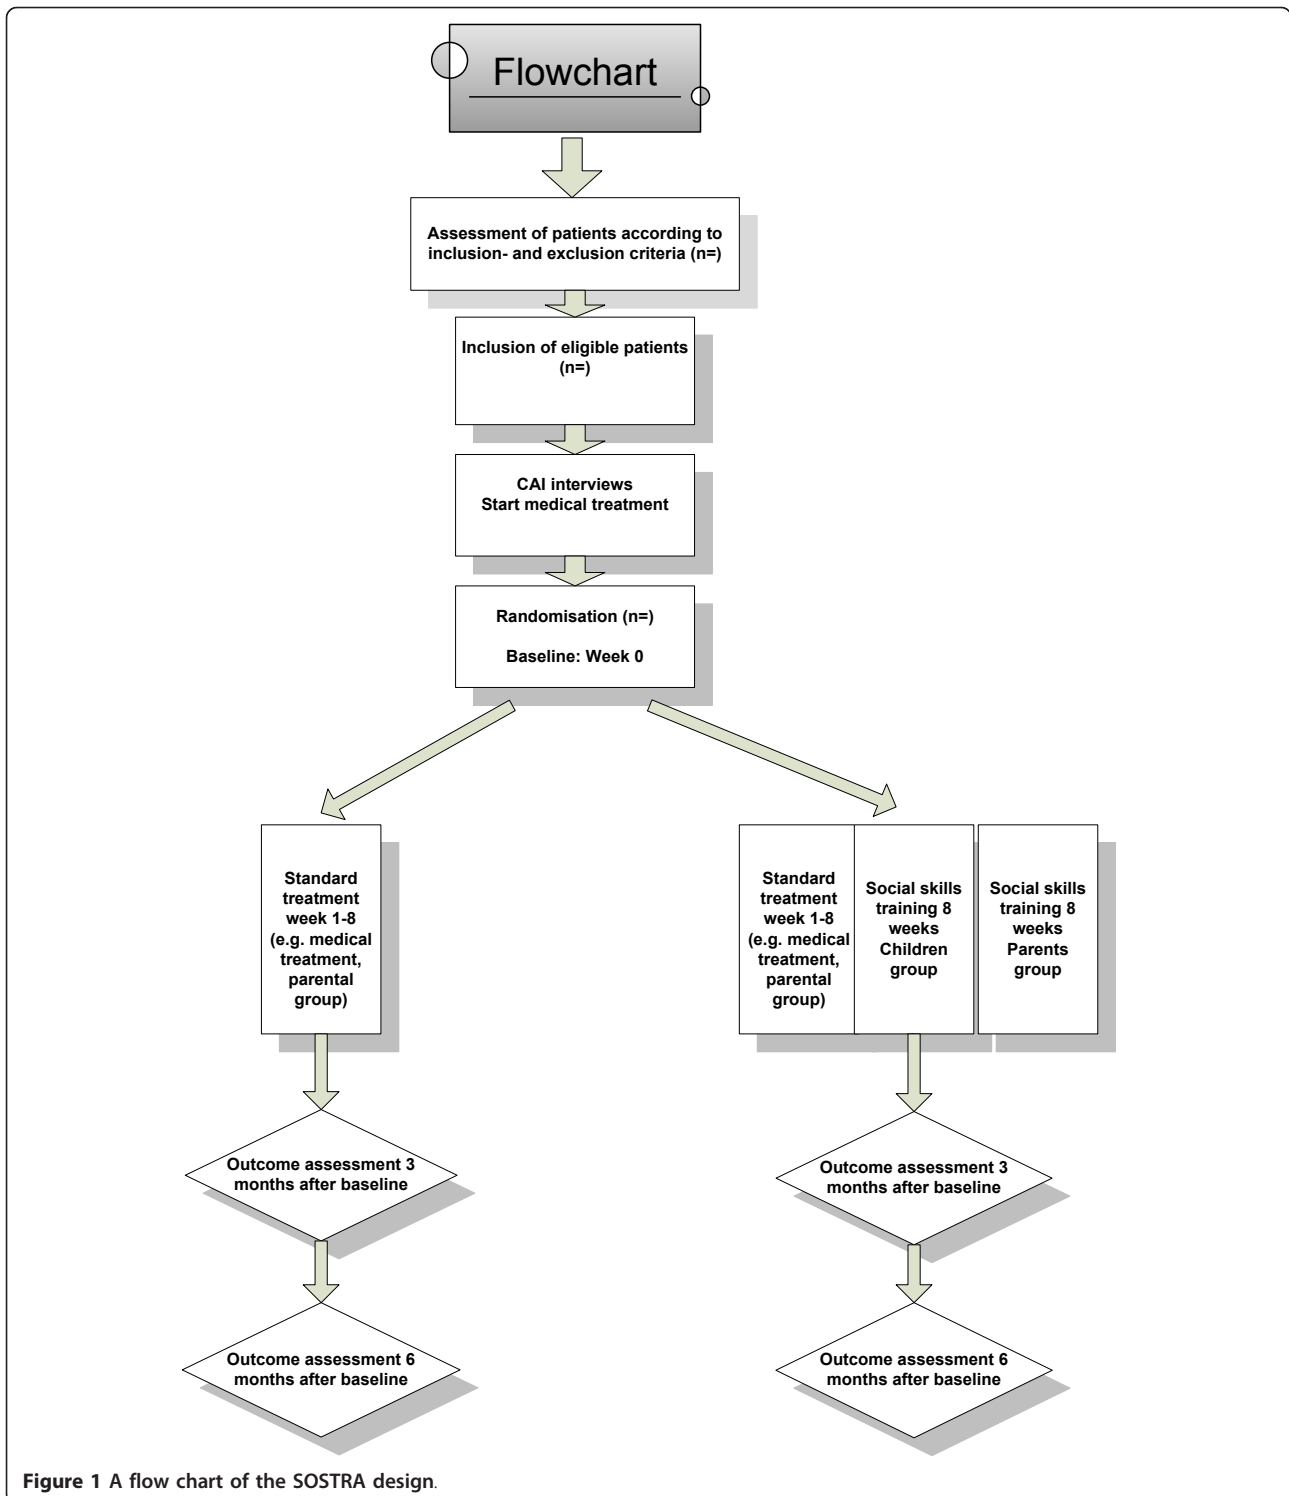 Flowchart
Assessment of patients according to
inclusion- and exclusion criteria (n=)
Inclusion of eligible patients
(n=)
CAI interviews
Start medical treatment
Randomisation (n=)
Baseline: Week 0
Standard
treatment
week 1-8
(e.g. medical
treatment,
parental
group)
Standard
treatment
week 1-8
(e.g. medical
treatment,
parental
group)
Social skills
training 8
weeks
Children
group
Social skills
training 8
weeks
Parents
group
Outcome assessment 3
months after baseline
Outcome assessment 3
months after baseline
Outcome assessment 6
months after baseline
Outcome assessment 6
months after baseline
Figure 1 A flow chart of the SOSTRA design.